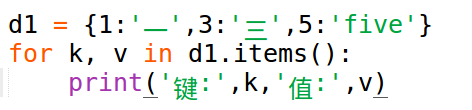 d1 = {1:'一',3:'三',5:'five'}
for k, v in d1.items():
    print('键:',k,'值:',v)